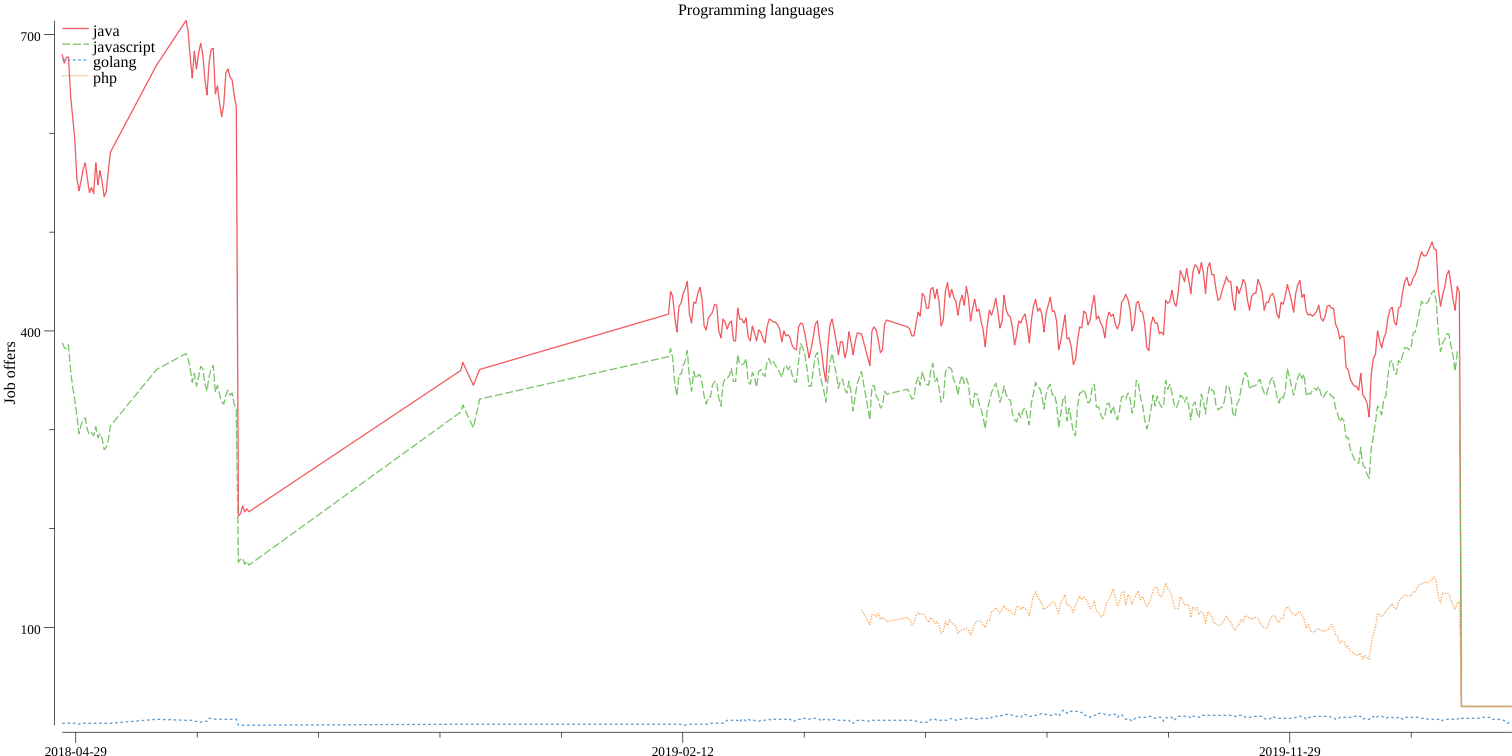 Programming languages
700
java
javascript
golang
php
400
Job offers
100
2018-04-29
2019-02-12
2019-11-29